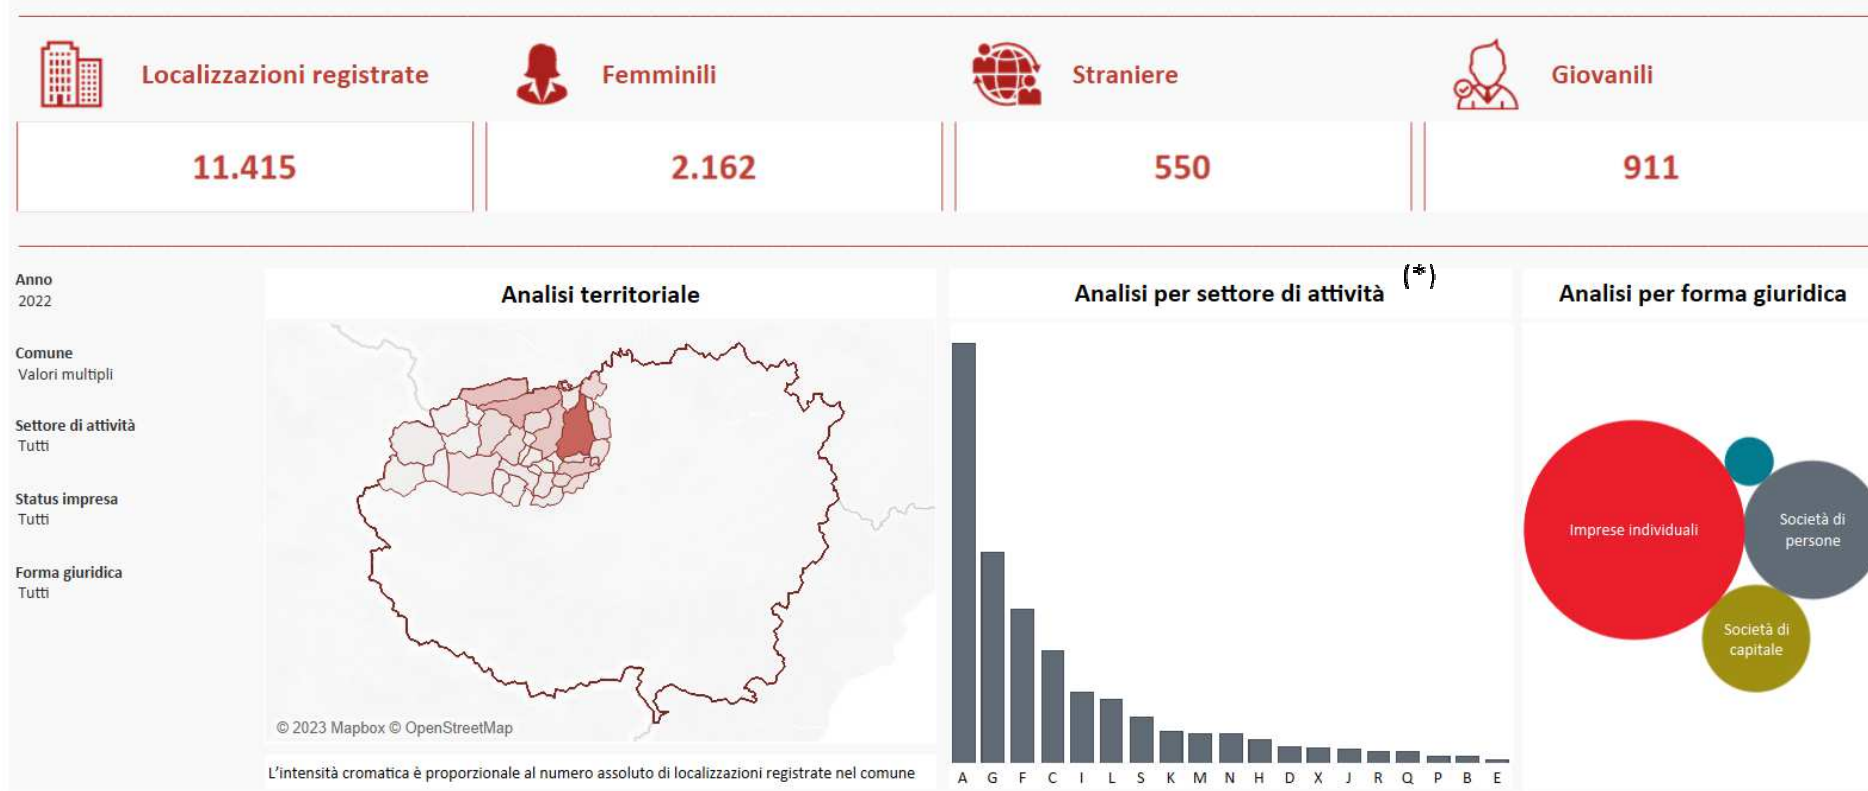 Localizzazioni registrate
Femminili
Straniere
Giovanili
11.415
2.162
550
911
Anno
2022
Comune
Valori multipli
Settore di attività
Tutti
Status impresa
Tutti
Forma giuridica
Tutti
Analisi territoriale
© 2023 Mapbox © OpenStreetMap
L'intensità cromatica è proporzionale al numero assoluto di localizzazioni registrate nel comune
Analisi per settore di attività (*)
A G F C I L S K M N H D X J R Q P B E
Analisi per forma giuridica
Imprese individuali
Società di
persone
Società di
capitale